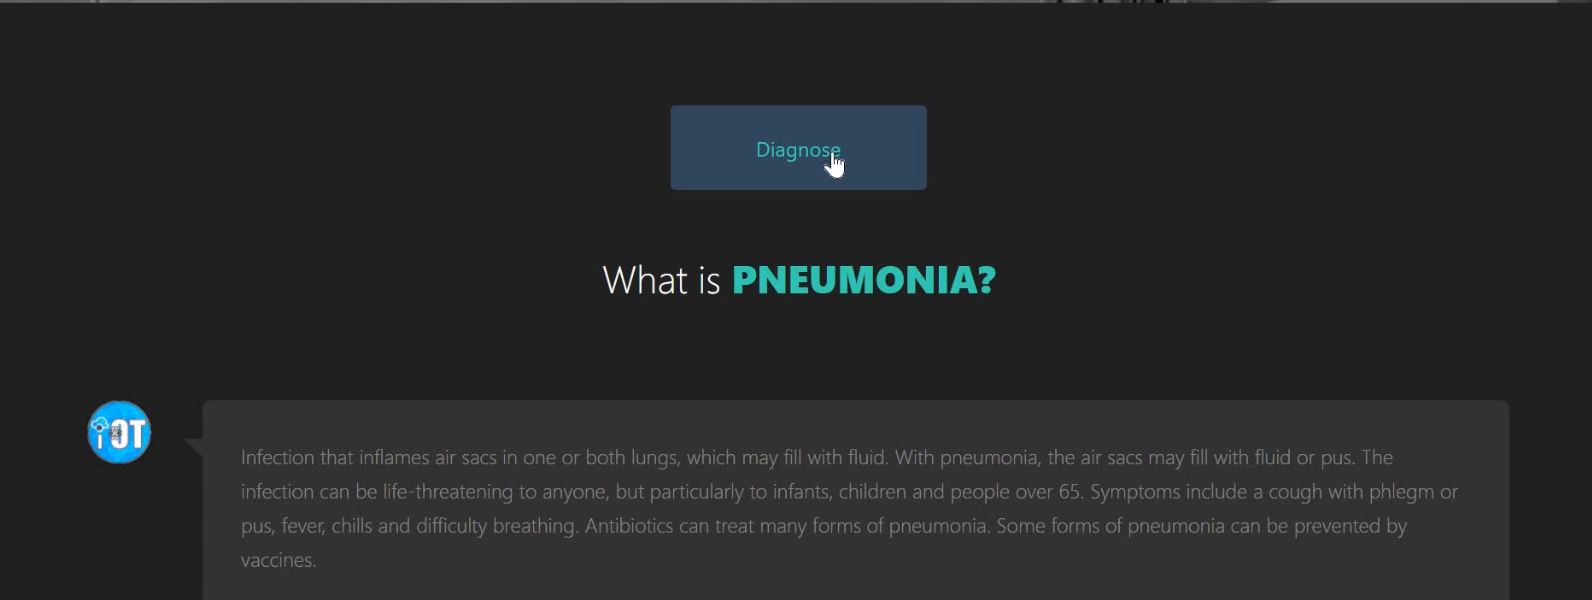 Diagnose
What is PNEUMONIA?
iOT
Infection that inflames air sacs in one or both lungs, which may fill with fluid. With pneumonia, the air sacs may fill with fluid or pus. The
infection can be life-threatening to anyone, but particularly to infants, children and people over 65. Symptoms include a cough with phlegm or
pus, fever, chills and difficulty breathing. Antibiotics can treat many forms of pneumonia. Some forms of pneumonia can be prevented by
vaccines.